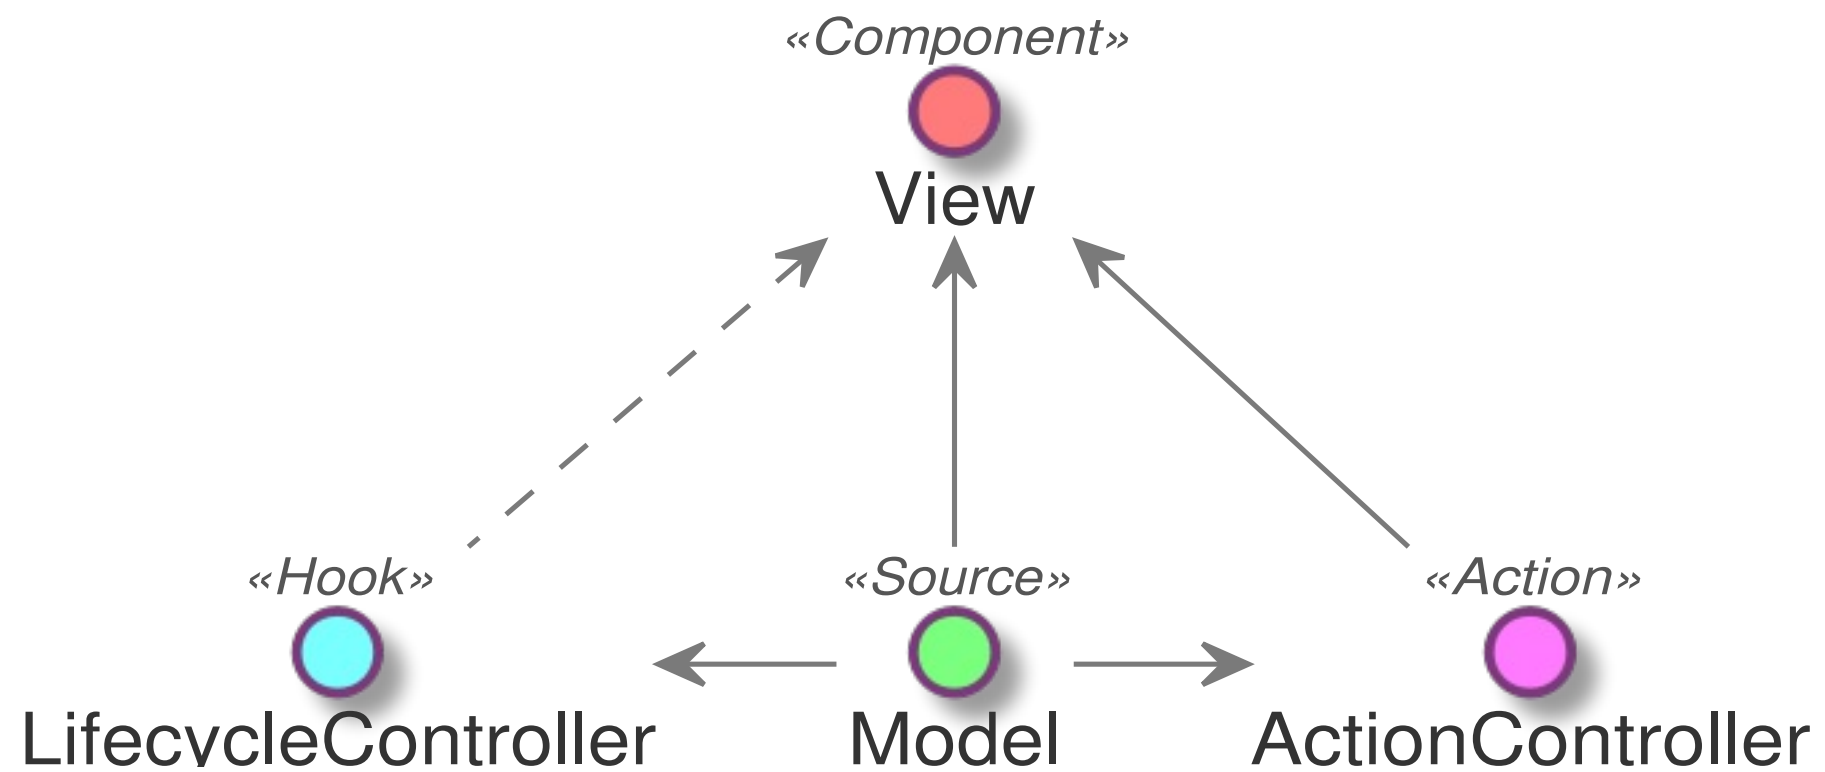 «Component»
View
«Hook»
«Source»
«Action»
LifecycleController
Model
ActionController